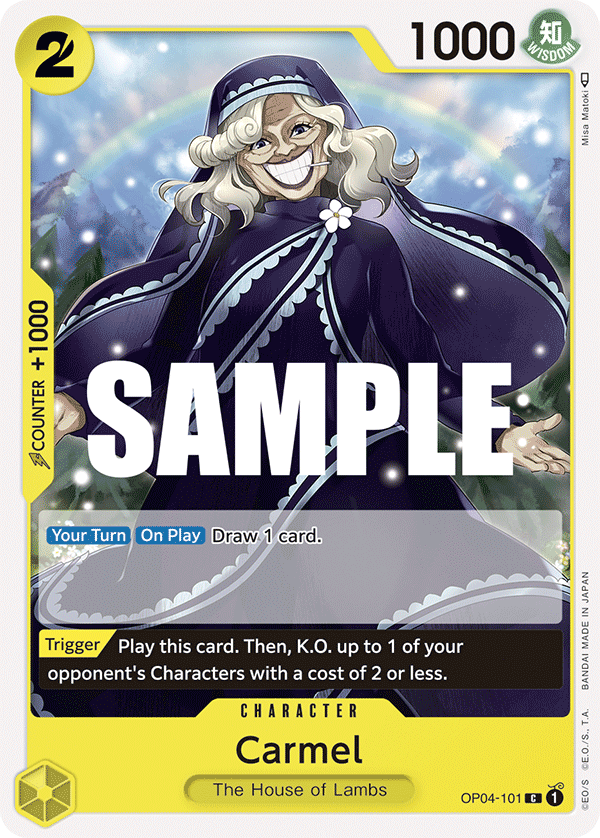 2
1000
知
WISDOM
Misa Matoki
COUNTER +1000
SAMPLE
Your Turn On Play Draw 1 card.
Trigger Play this card. Then, K.O. up to 1 of your
opponent's Characters with a cost of 2 or less.
CHARACTER
Carmel
The House of Lambs
OP04-101 C 1
©EO/S ©E.O./S., T.A. BANDAI MADE IN JAPAN